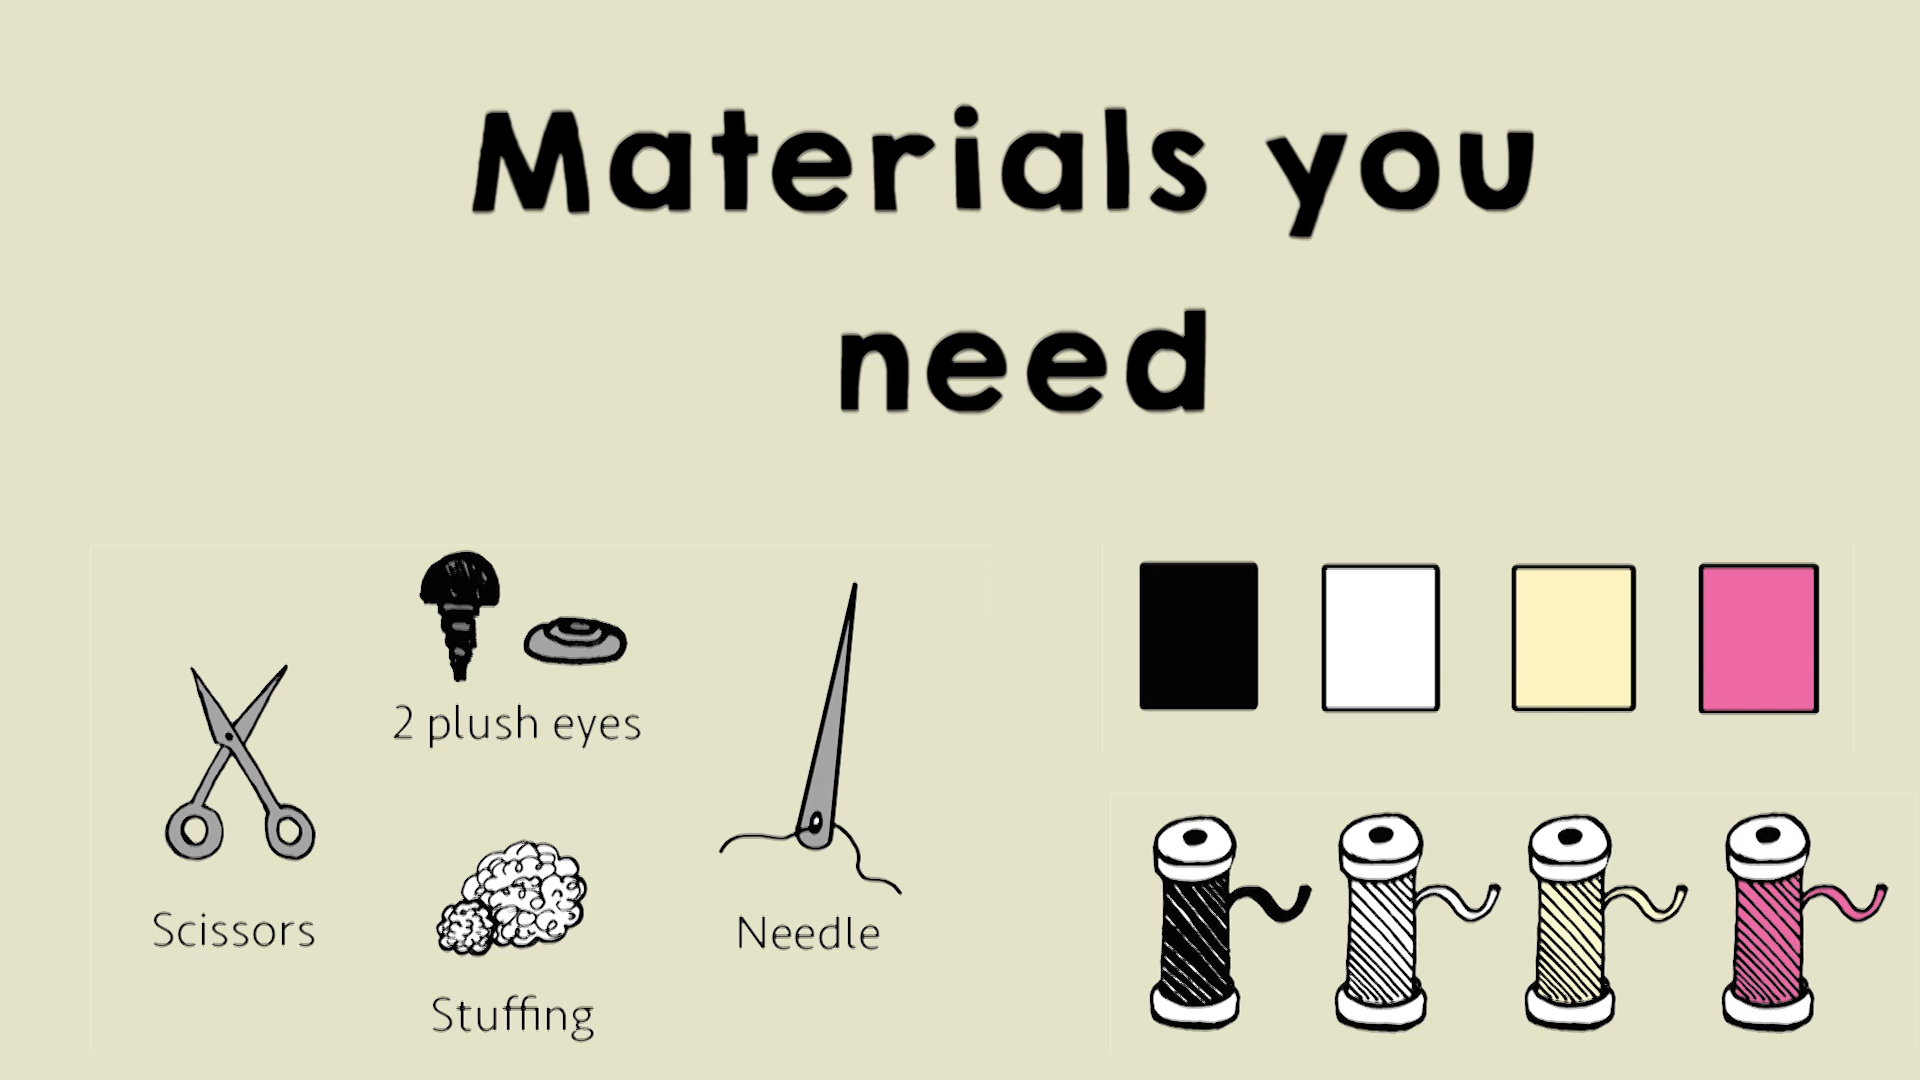 Materials you
need
2 plush eyes
Scissors
Needle
Stuffing